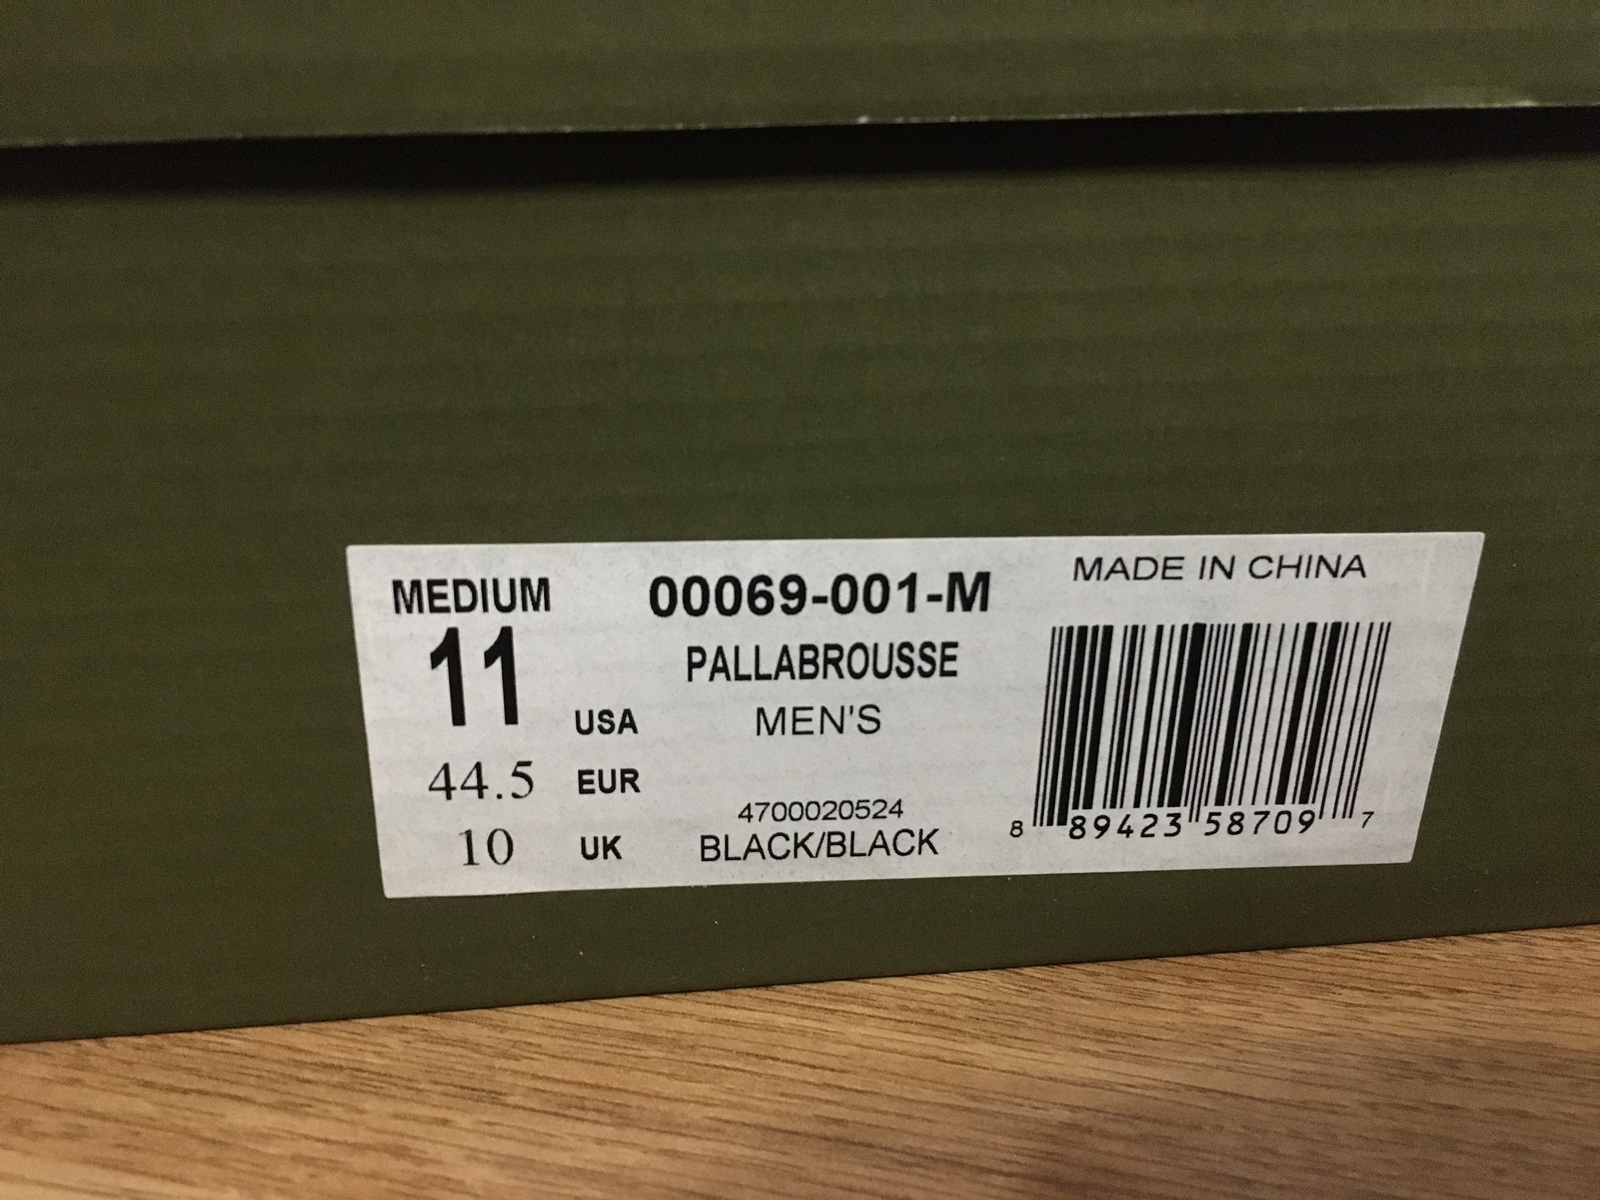 MEDIUM
11 USA
44.5 EUR
10 UK
00069-001-M
PALLABROUSSE
MEN'S
4700020524
BLACK/BLACK
MADE IN CHINA
8 89423 58709 7